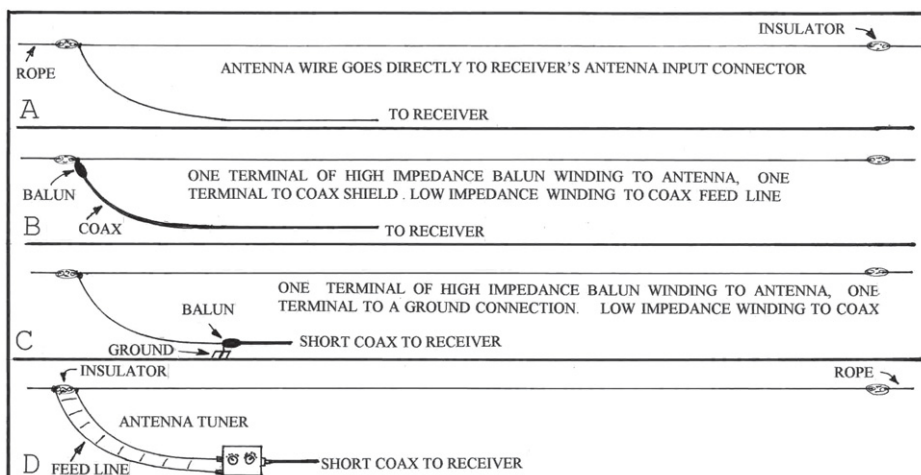 INSULATOR
ROPE
ANTENNA WIRE GOES DIRECTLY TO RECEIVER'S ANTENNA INPUT CONNECTOR
A
TO RECEIVER
ONE TERMINAL OF HIGH IMPEDANCE BALUN WINDING TO ANTENNA, ONE
TERMINAL TO COAX SHIELD. LOW IMPEDANCE WINDING TO COAX FEED LINE
BALUN
B
COAX
TO RECEIVER
ONE TERMINAL OF HIGH IMPEDANCE BALUN WINDING TO ANTENNA, ONE
TERMINAL TO A GROUND CONNECTION. LOW IMPEDANCE WINDING TO COAX
BALUN
C
SHORT COAX TO RECEIVER
GROUND
INSULATOR
ROPE
ANTENNA TUNER
D
FEED LINE
SHORT COAX TO RECEIVER